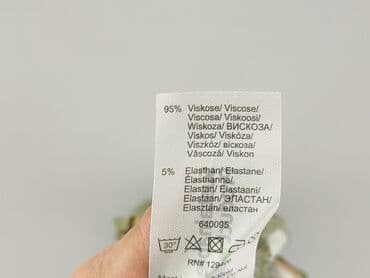 95% Viskose/ Viscose/
Viscosa/ Viskoosi/
Wiskoza/ ВИСКОЗА/
Viskos/ Viskóza/
Viszkóz/ віскоза/
Vâscoză/ Viskon
5% Elasthan/ Elastane/
Élasthanne/
Elastan/ Elastaani/
Elastaan/ ЭЛАСТАН/
Elasztán/ еластан
640095
30°
RN# 129